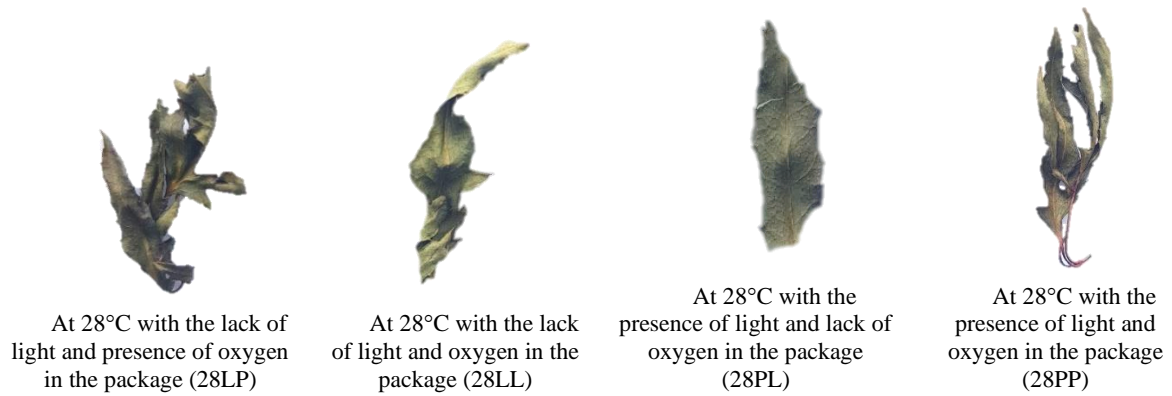 At 28°C with the lack of
light and presence of oxygen
in the package (28LP)
At 28°C with the lack
of light and oxygen in the
package (28LL)
At 28°C with the
presence of light and lack of
oxygen in the package
(28PL)
At 28°C with the
presence of light and
oxygen in the package
(28PP)